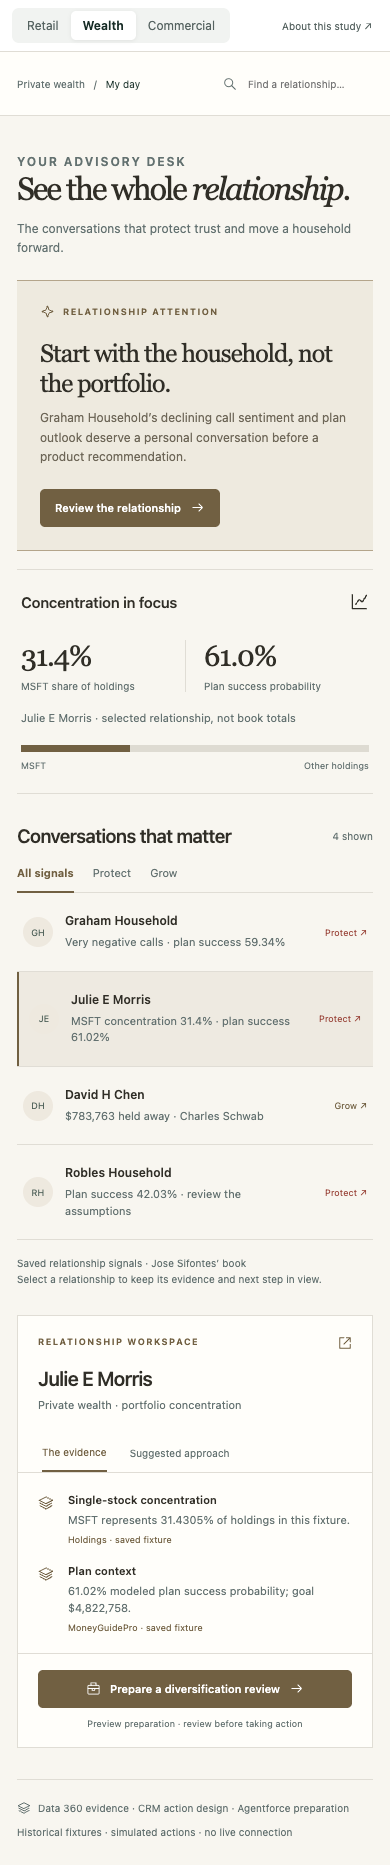 Retail Wealth Commercial About this study ↗
Private wealth / My day Find a relationship...
YOUR ADVISORY DESK
See the whole relationship.
The conversations that protect trust and move a household
forward.
RELATIONSHIP ATTENTION
Start with the household, not
the portfolio.
Graham Household's declining call sentiment and plan
outlook deserve a personal conversation before a
product recommendation.
Review the relationship →
Concentration in focus
31.4% 61.0%
MSFT share of holdings Plan success probability
Julie E Morris · selected relationship, not book totals
MSFT Other holdings
Conversations that matter 4 shown
All signals Protect Grow
GH Graham Household
Very negative calls · plan success 59.34% Protect ↗
JE Julie E Morris
MSFT concentration 31.4% · plan success Protect ↗
61.02%
DH David H Chen
$783,763 held away · Charles Schwab Grow ↗
RH Robles Household
Plan success 42.03% · review the Protect ↗
assumptions
Saved relationship signals · Jose Sifontes' book
Select a relationship to keep its evidence and next step in view.
RELATIONSHIP WORKSPACE
Julie E Morris
Private wealth · portfolio concentration
The evidence Suggested approach
Single-stock concentration
MSFT represents 31.4305% of holdings in this fixture.
Holdings · saved fixture
Plan context
61.02% modeled plan success probability; goal
$4,822,758.
MoneyGuidePro · saved fixture
Prepare a diversification review →
Preview preparation · review before taking action
Data 360 evidence · CRM action design · Agentforce preparation
Historical fixtures · simulated actions · no live connection